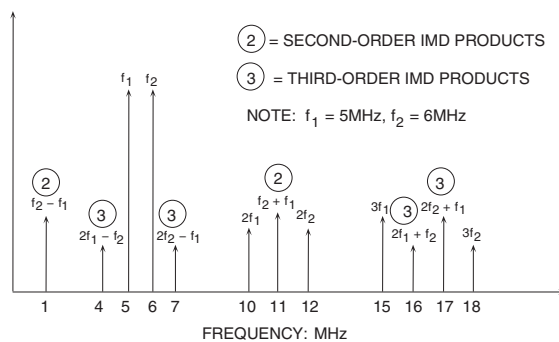 ② = SECOND-ORDER IMD PRODUCTS
③ = THIRD-ORDER IMD PRODUCTS
NOTE: f₁ = 5MHz, f₂ = 6MHz
f₁ f₂
② ③ ③ ② ③ ③
f₂ – f₁ 2f₁ – f₂ 2f₂ – f₁ 2f₁ f₂ + f₁ 2f₂ 3f₁ 2f₁ + f₂ 2f₂ + f₁ 3f₂
1 4 5 6 7 10 11 12 15 16 17 18
FREQUENCY: MHz